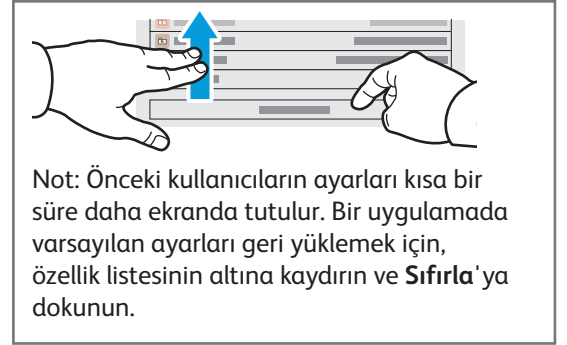 Not: Önceki kullanıcıların ayarları kısa bir
süre daha ekranda tutulur. Bir uygulamada
varsayılan ayarları geri yüklemek için,
özellik listesinin altına kaydırın ve Sıfırla'ya
dokunun.